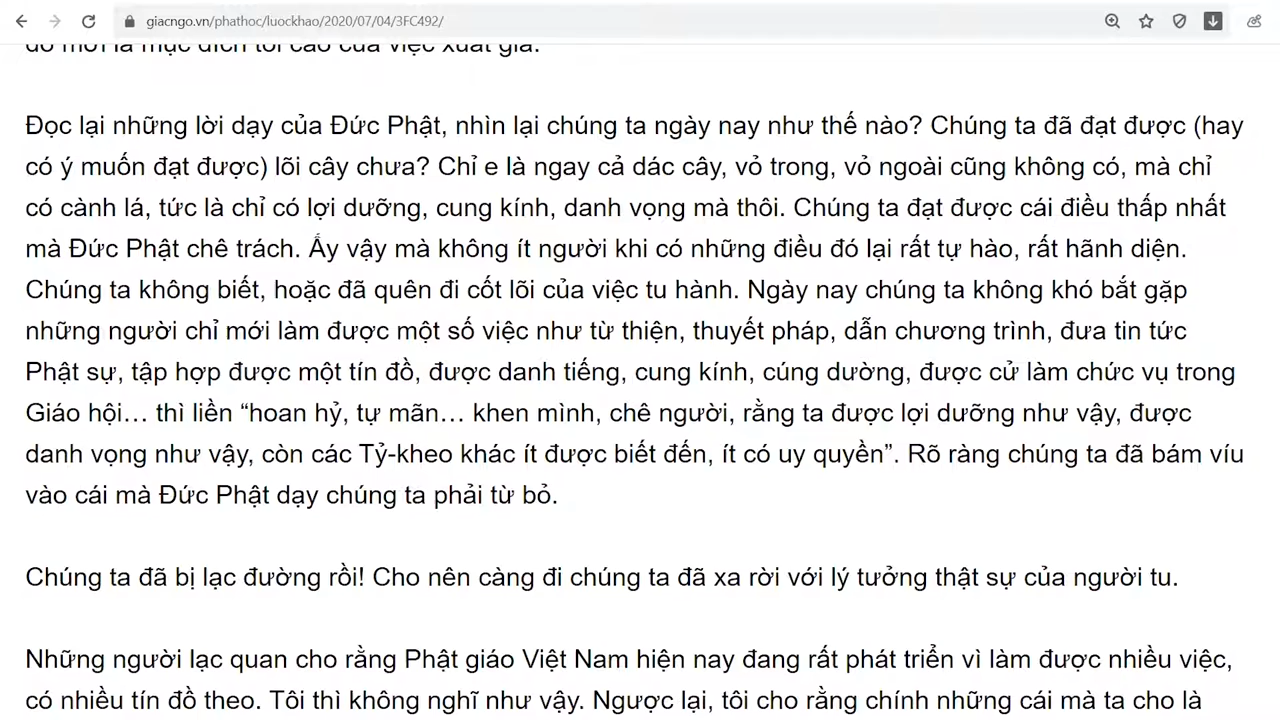 giacngo.vn/phathoc/luockhao/2020/07/04/3FC492/
đó mới là mục đích tối cao của việc xuất gia.
Đọc lại những lời dạy của Đức Phật, nhìn lại chúng ta ngày nay như thế nào? Chúng ta đã đạt được (hay
có ý muốn đạt được) lõi cây chưa? Chỉ e là ngay cả dác cây, vỏ trong, vỏ ngoài cũng không có, mà chỉ
có cành lá, tức là chỉ có lợi dưỡng, cung kính, danh vọng mà thôi. Chúng ta đạt được cái điều thấp nhất
mà Đức Phật chê trách. Ấy vậy mà không ít người khi có những điều đó lại rất tự hào, rất hãnh diện.
Chúng ta không biết, hoặc đã quên đi cốt lõi của việc tu hành. Ngày nay chúng ta không khó bắt gặp
những người chỉ mới làm được một số việc như từ thiện, thuyết pháp, dẫn chương trình, đưa tin tức
Phật sự, tập hợp được một tín đồ, được danh tiếng, cung kính, cúng dường, được cử làm chức vụ trong
Giáo hội… thì liền “hoan hỷ, tự mãn… khen mình, chê người, rằng ta được lợi dưỡng như vậy, được
danh vọng như vậy, còn các Tỷ-kheo khác ít được biết đến, ít có uy quyền”. Rõ ràng chúng ta đã bám víu
vào cái mà Đức Phật dạy chúng ta phải từ bỏ.
Chúng ta đã bị lạc đường rồi! Cho nên càng đi chúng ta đã xa rời với lý tưởng thật sự của người tu.
Những người lạc quan cho rằng Phật giáo Việt Nam hiện nay đang rất phát triển vì làm được nhiều việc,
có nhiều tín đồ theo. Tôi thì không nghĩ như vậy. Ngược lại, tôi cho rằng chính những cái mà ta cho là